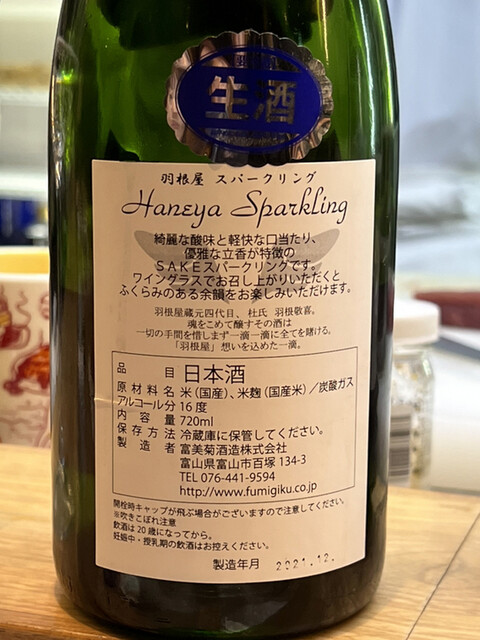 生酒
羽根屋 スパークリング
Haneya Sparkling
綺麗な酸味と軽快な口当たり、
優雅な立香が特徴の
SAKEスパークリングです。
ワイングラスでお召し上がりいただくと
ふくらみのある余韻をお楽しみいただけます。
羽根屋蔵元四代目、杜氏 羽根敬喜。
魂をこめて醸すその酒は
一切の手間を惜しまず一滴一滴に全てを賭ける。
「羽根屋」想いを込めた一滴。
品目 日本酒
原材料名 米(国産)、米麹(国産米)/炭酸ガス
アルコール分 16度
内容量 720ml
保存方法 冷蔵庫に保管してください。
製造者 富美菊酒造株式会社
富山県富山市百塚 134-3
TEL 076-441-9594
http://www.fumigiku.co.jp
開栓時キャップが飛ぶ場合がございますので注意してください。
※吹きこぼれ注意
飲酒は20歳になってから。
妊娠中・授乳期の飲酒はお控えください。
製造年月 2021.12.